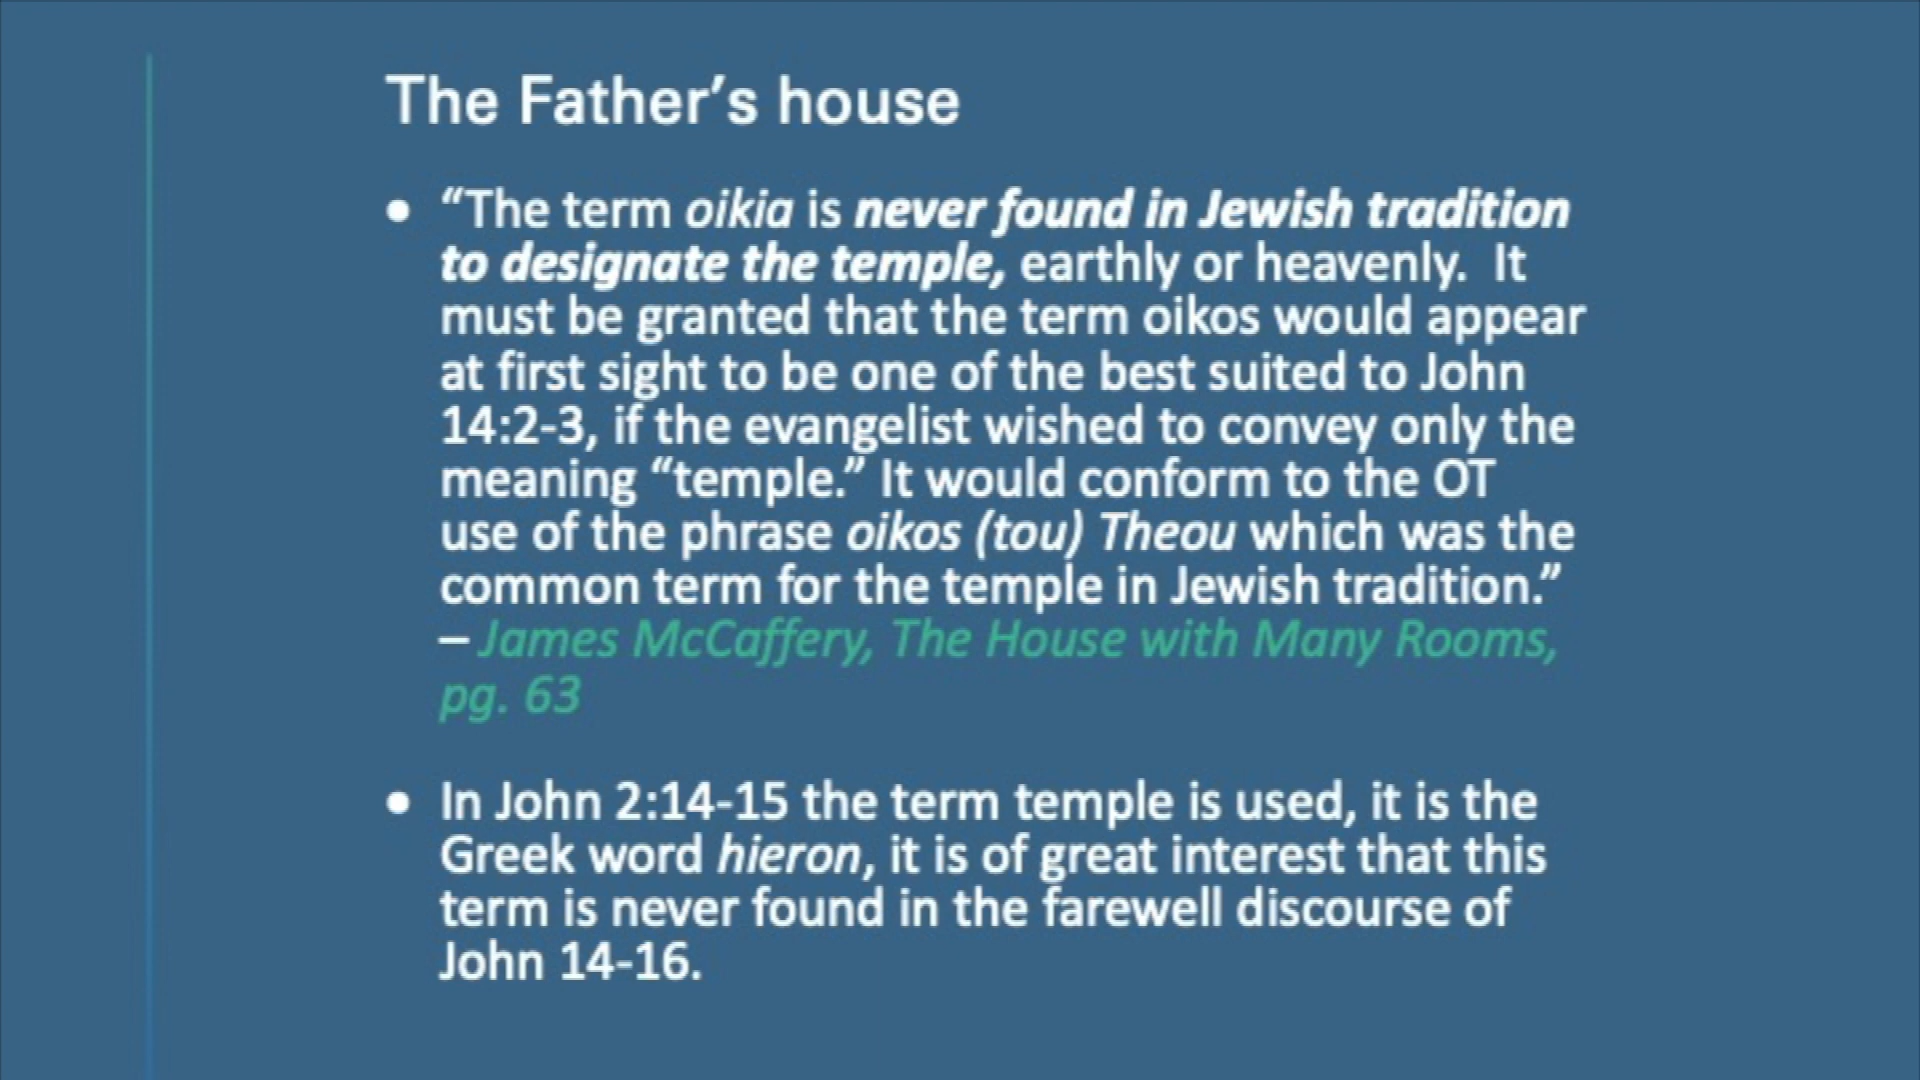 The Father’s house
• “The term oikia is never found in Jewish tradition
to designate the temple, earthly or heavenly. It
must be granted that the term oikos would appear
at first sight to be one of the best suited to John
14:2-3, if the evangelist wished to convey only the
meaning “temple.” It would conform to the OT
use of the phrase oikos (tou) Theou which was the
common term for the temple in Jewish tradition.”
– James McCaffery, The House with Many Rooms,
pg. 63
• In John 2:14-15 the term temple is used, it is the
Greek word hieron, it is of great interest that this
term is never found in the farewell discourse of
John 14-16.